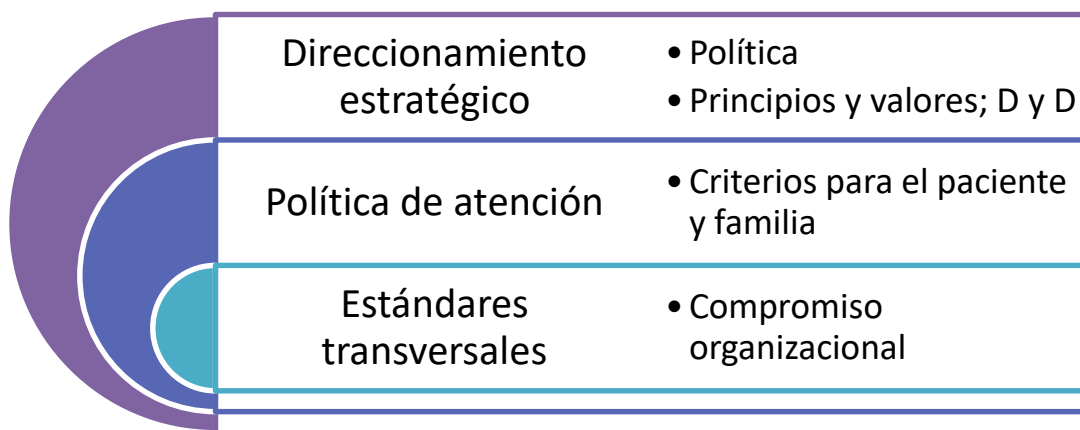 Direccionamiento
estratégico
• Política
• Principios y valores; D y D
Política de atención
• Criterios para el paciente
y familia
Estándares
transversales
• Compromiso
organizacional